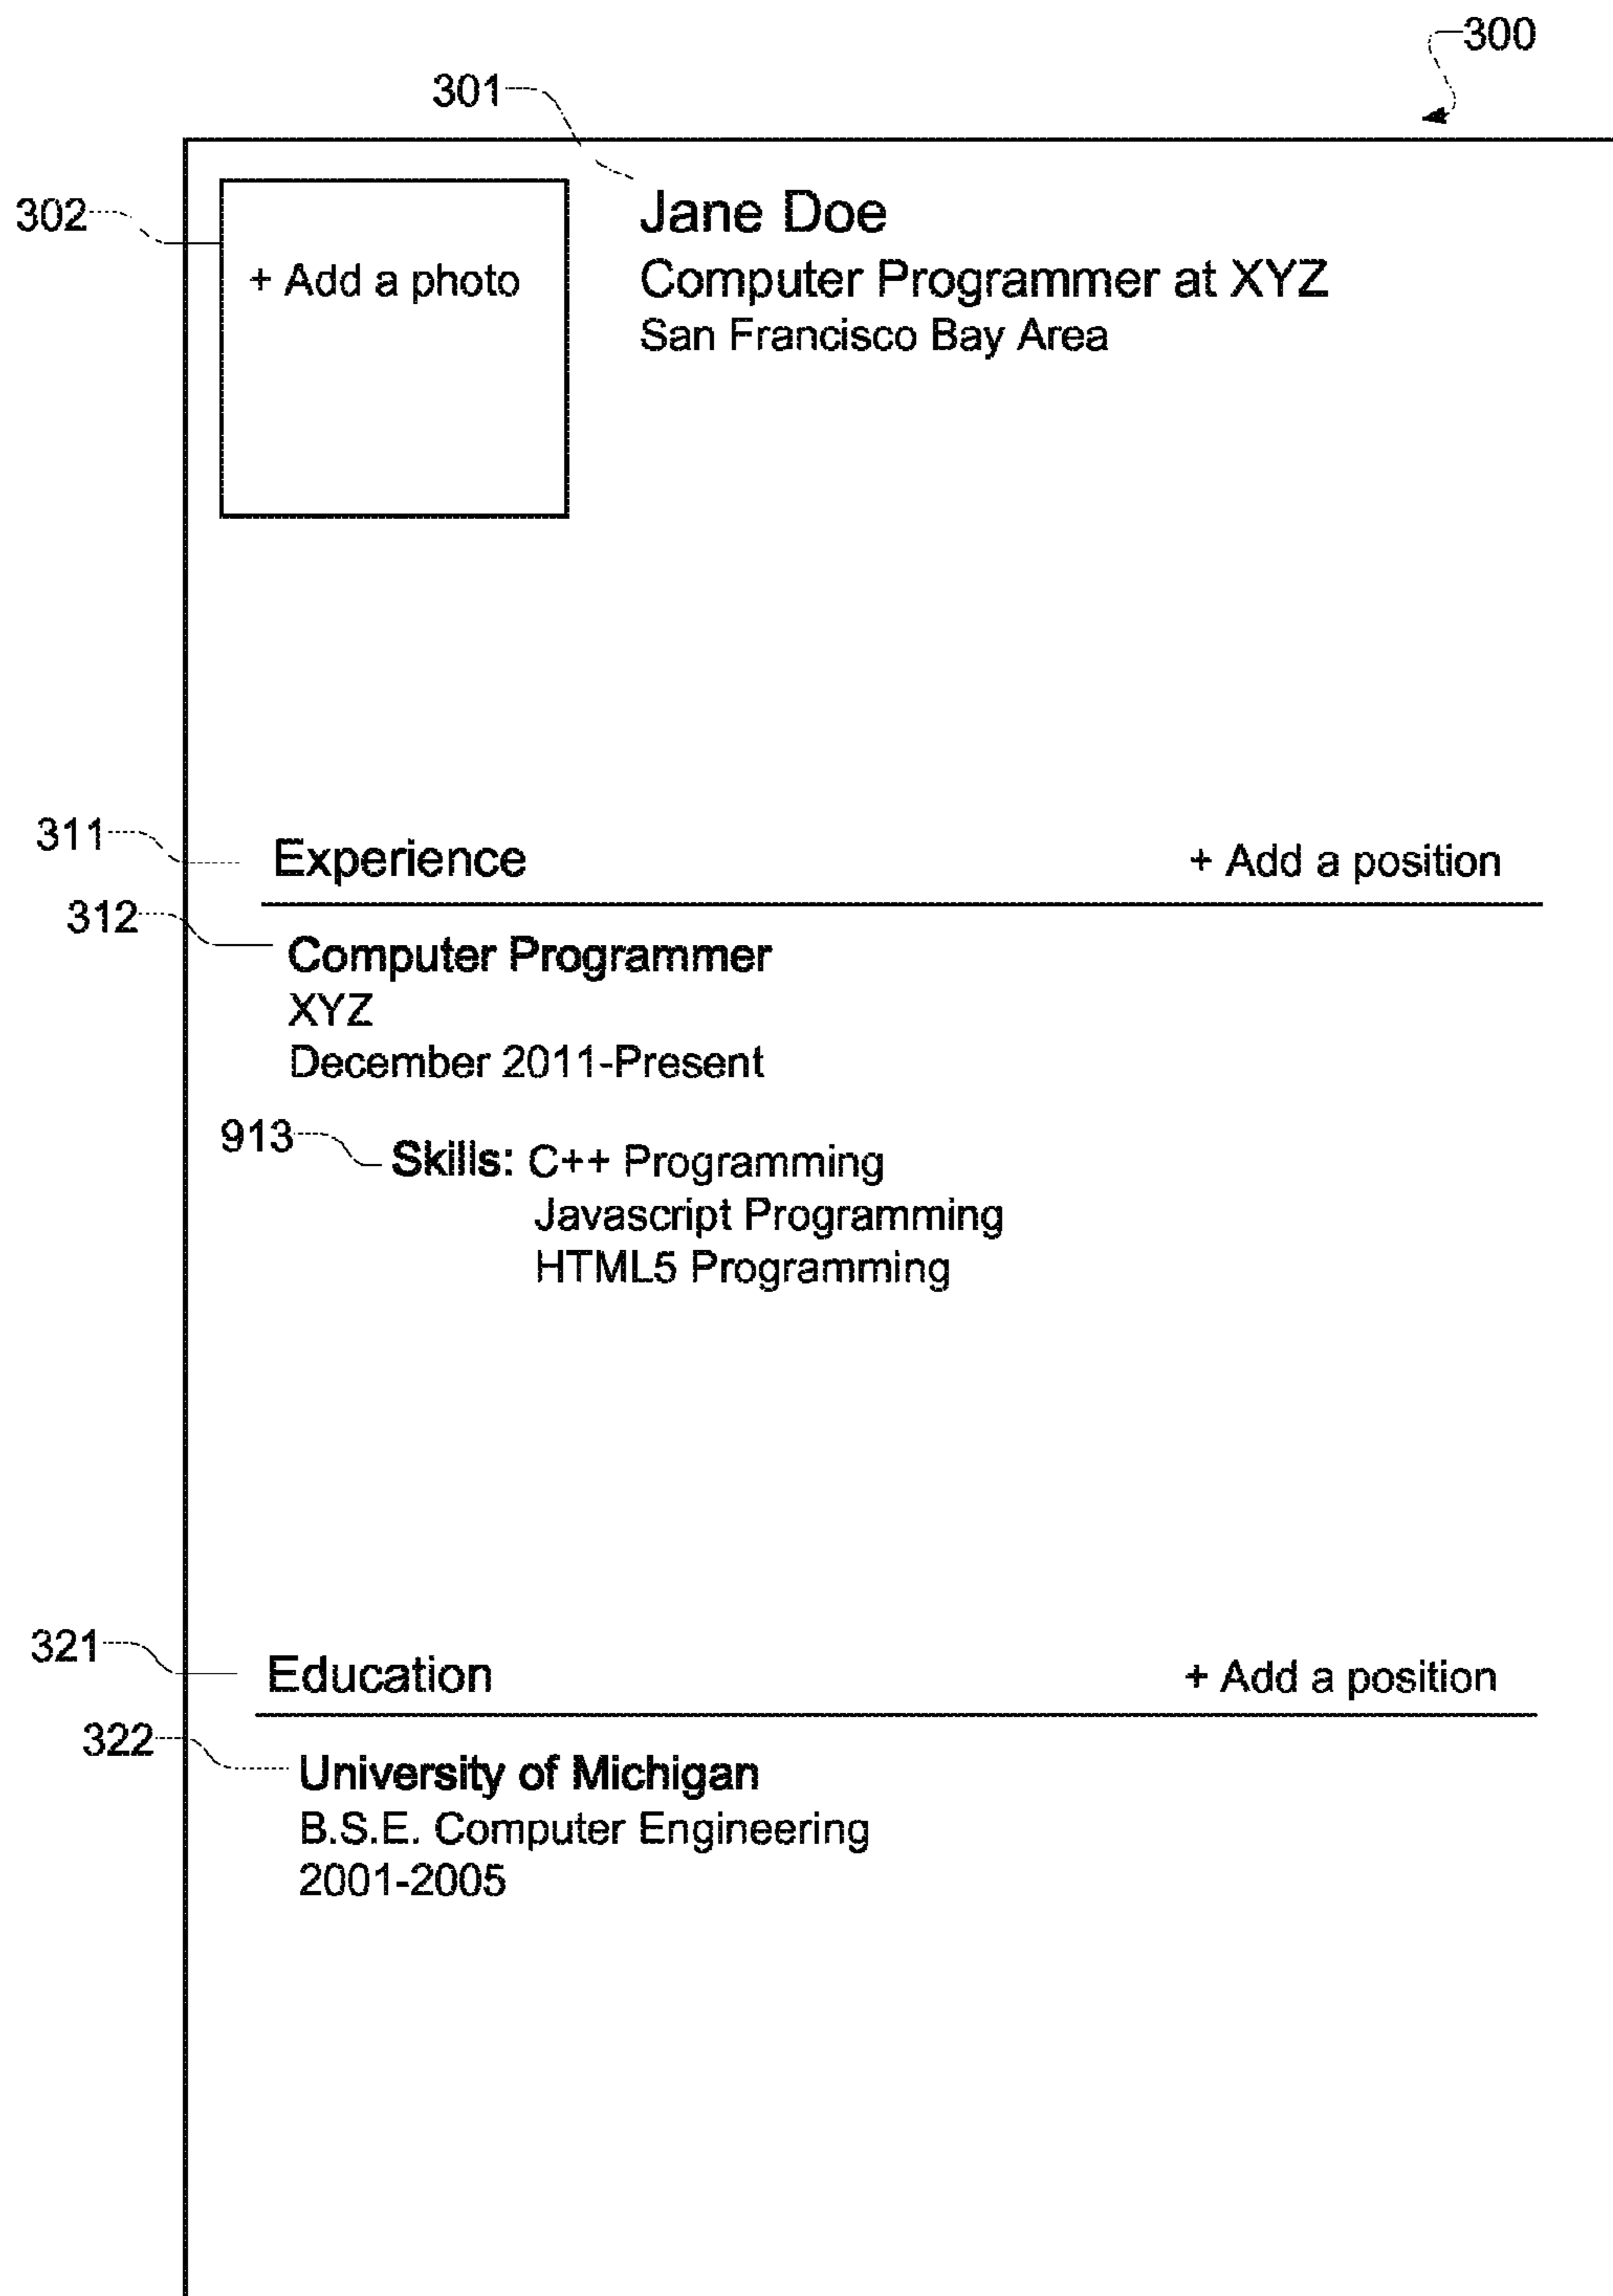 300
301
302
Jane Doe
+ Add a photo
Computer Programmer at XYZ
San Francisco Bay Area
311
Experience + Add a position
312
Computer Programmer
XYZ
December 2011-Present
913
Skills: C++ Programming
Javascript Programming
HTML5 Programming
321
Education + Add a position
322
University of Michigan
B.S.E. Computer Engineering
2001-2005